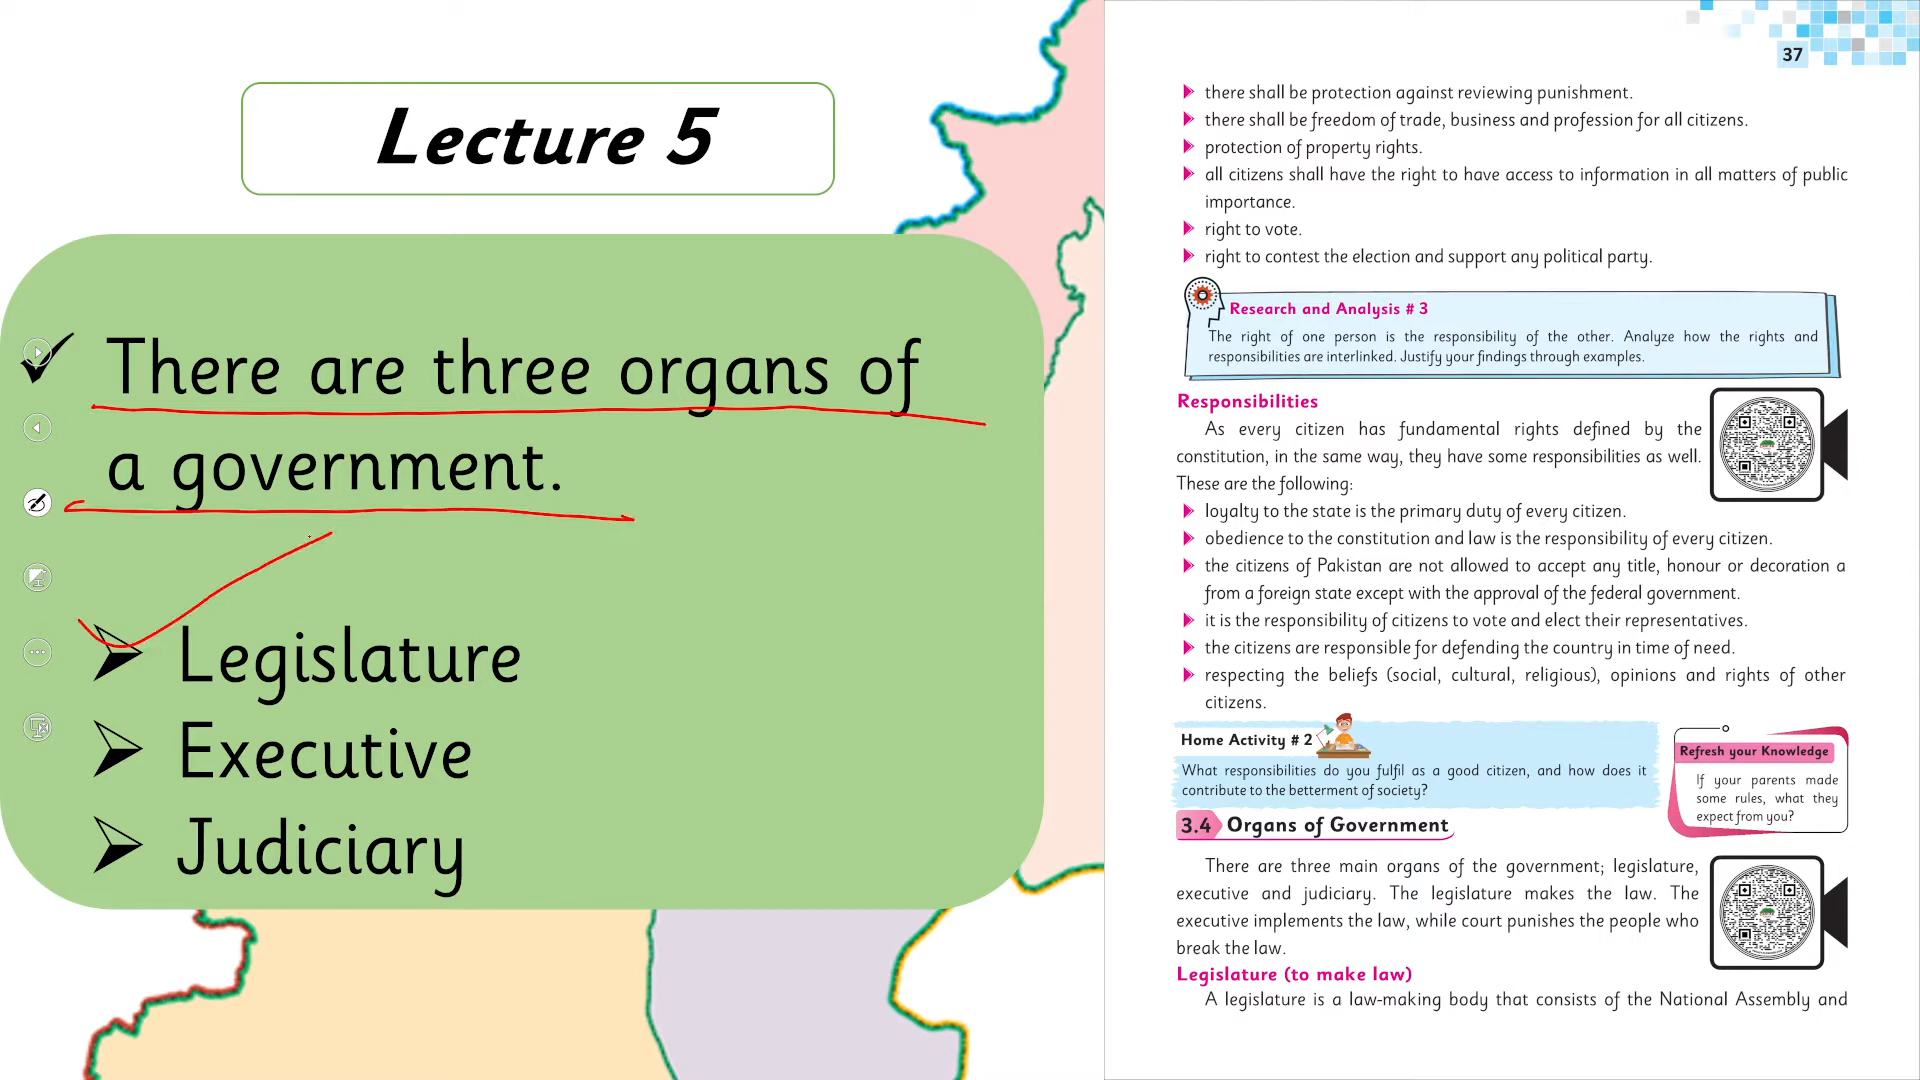 Lecture 5
There are three organs of
a government.
Legislature
Executive
Judiciary
37
there shall be protection against reviewing punishment.
there shall be freedom of trade, business and profession for all citizens.
protection of property rights.
all citizens shall have the right to have access to information in all matters of public
importance.
right to vote.
right to contest the election and support any political party.
Research and Analysis # 3
The right of one person is the responsibility of the other. Analyze how the rights and
responsibilities are interlinked. Justify your findings through examples.
Responsibilities
As every citizen has fundamental rights defined by the
constitution, in the same way, they have some responsibilities as well.
These are the following:
loyalty to the state is the primary duty of every citizen.
obedience to the constitution and law is the responsibility of every citizen.
the citizens of Pakistan are not allowed to accept any title, honour or decoration a
from a foreign state except with the approval of the federal government.
it is the responsibility of citizens to vote and elect their representatives.
the citizens are responsible for defending the country in time of need.
respecting the beliefs (social, cultural, religious), opinions and rights of other
citizens.
Home Activity # 2
What responsibilities do you fulfil as a good citizen, and how does it
contribute to the betterment of society?
Refresh your Knowledge
If your parents made
some rules, what they
expect from you?
3.4 Organs of Government
There are three main organs of the government; legislature,
executive and judiciary. The legislature makes the law. The
executive implements the law, while court punishes the people who
break the law.
Legislature (to make law)
A legislature is a law-making body that consists of the National Assembly and